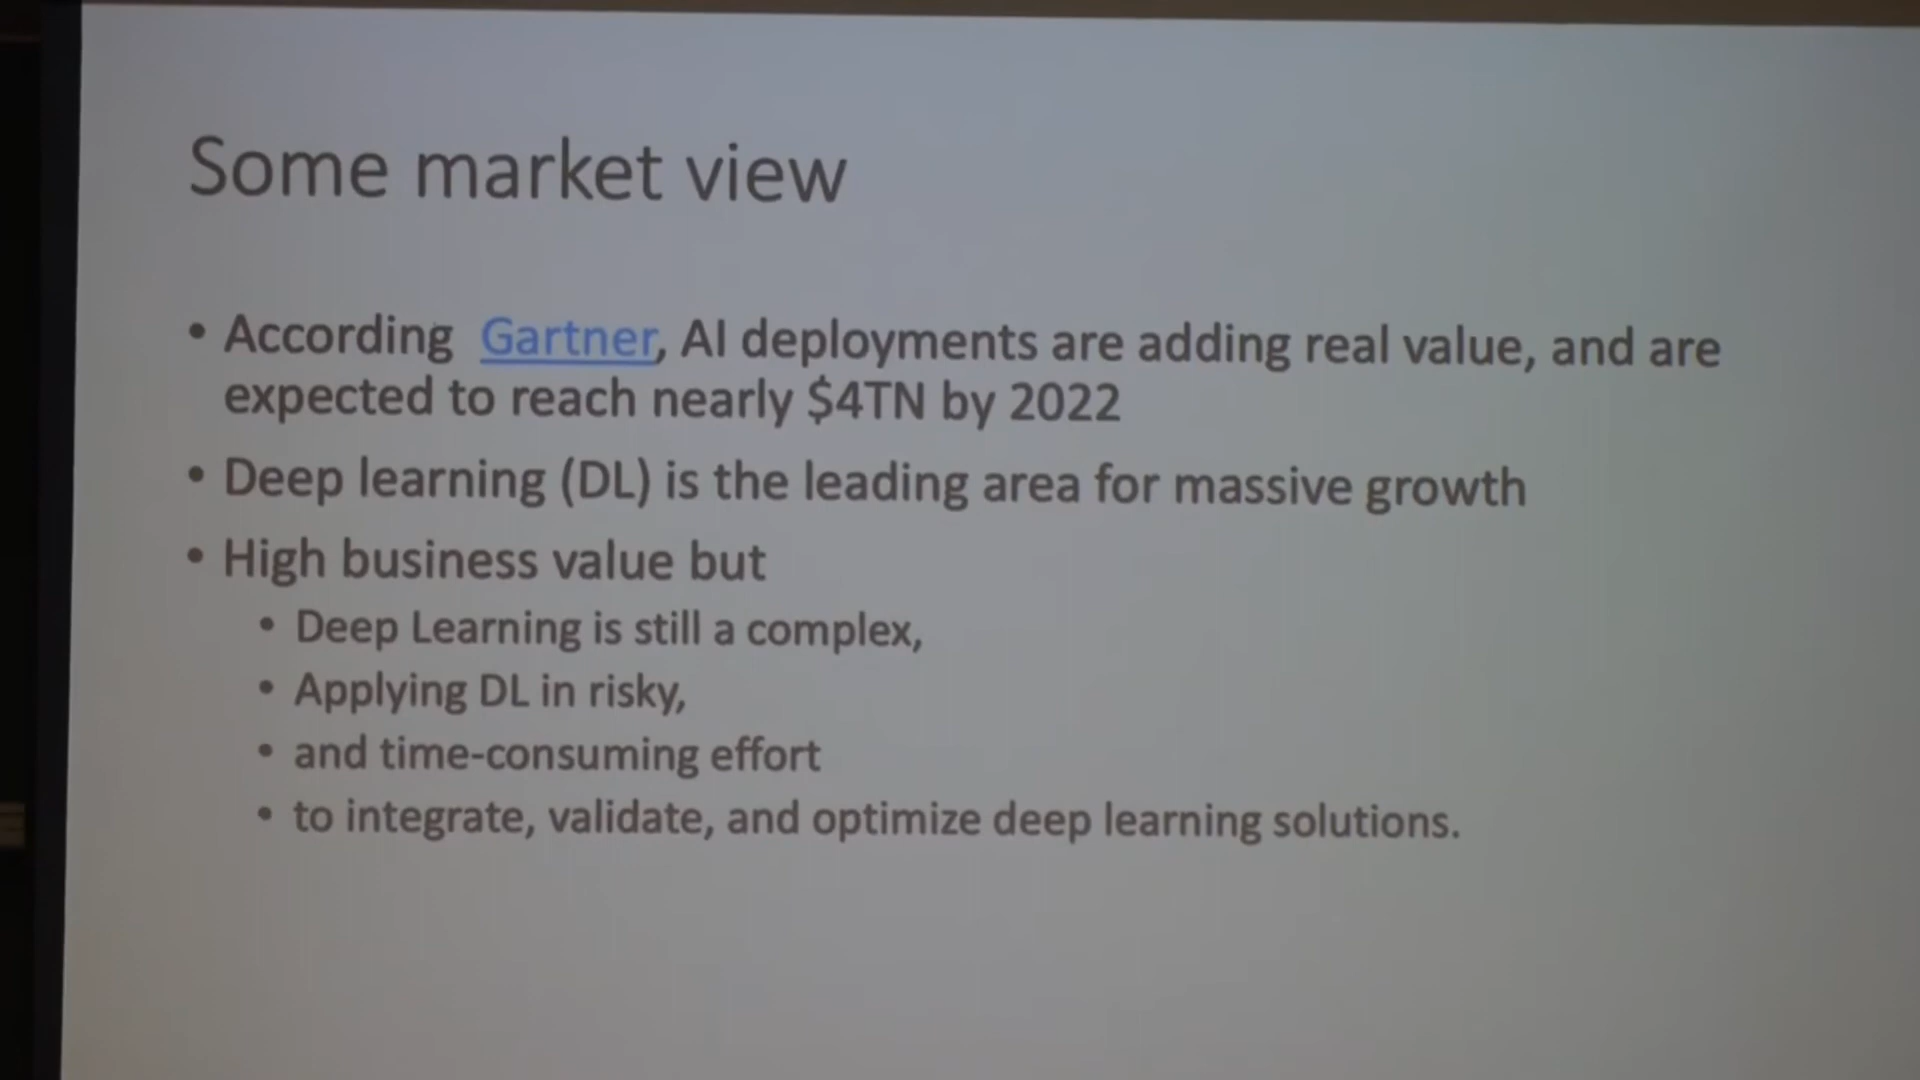 Some market view
• According Gartner, AI deployments are adding real value, and are
expected to reach nearly $4TN by 2022
• Deep learning (DL) is the leading area for massive growth
• High business value but
• Deep Learning is still a complex,
• Applying DL in risky,
• and time-consuming effort
• to integrate, validate, and optimize deep learning solutions.